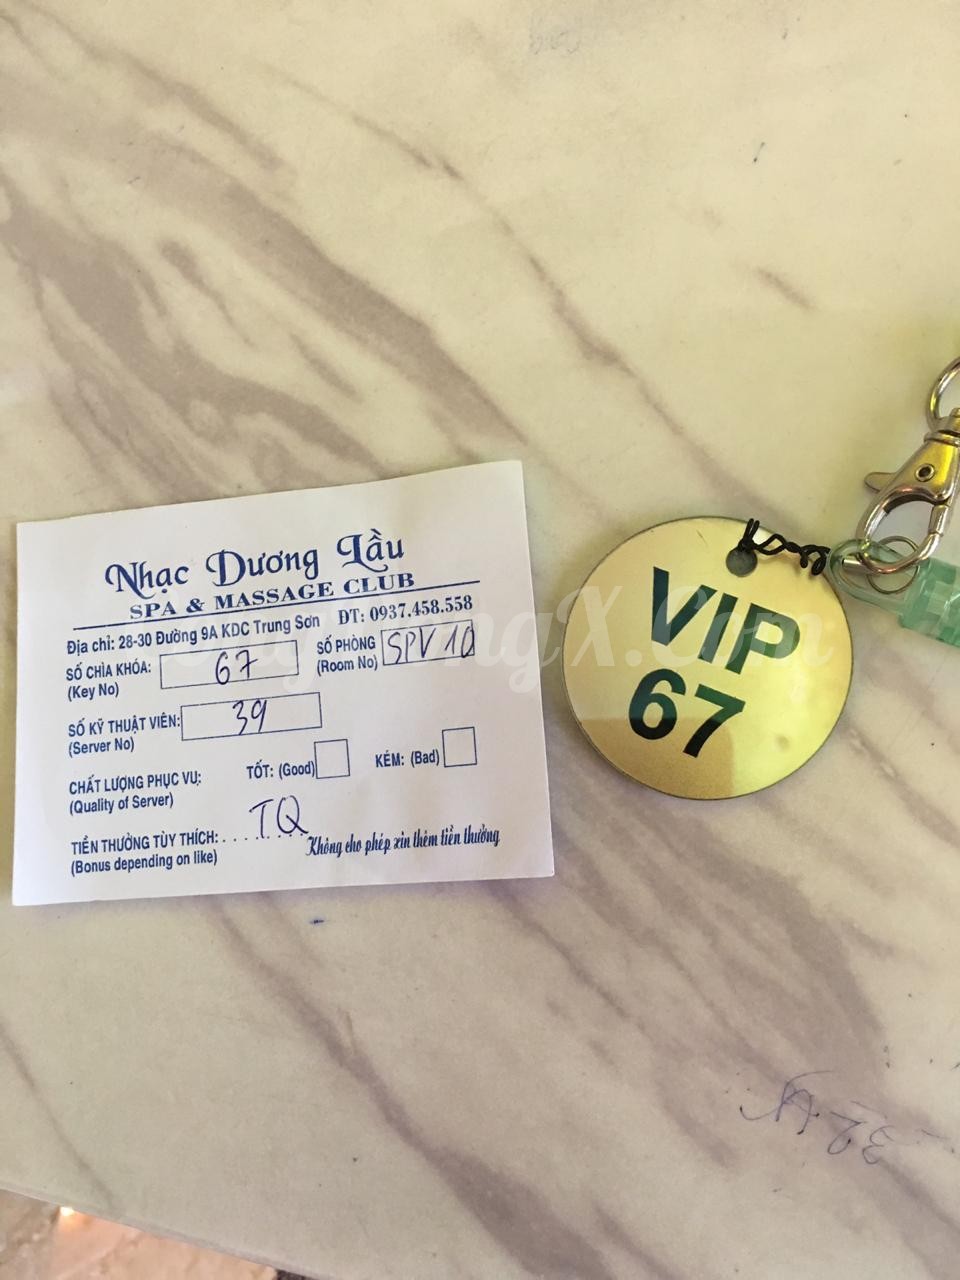 Nhạc Dương Lầu
SPA & MASSAGE CLUB
Địa chỉ: 28-30 Đường 9A KDC Trung Sơn ĐT: 0937.458.558
SỐ CHÌA KHÓA: 67 SỐ PHÒNG SPV 10
(Key No) (Room No)
SỐ KỸ THUẬT VIÊN: 39
(Server No)
CHẤT LƯỢNG PHỤC VỤ: TỐT: (Good) KÉM: (Bad)
(Quality of Server)
TIỀN THƯỞNG TÙY THÍCH: ........ TQ
(Bonus depending on like) Không cho phép xin thêm tiền thưởng
VIP
67